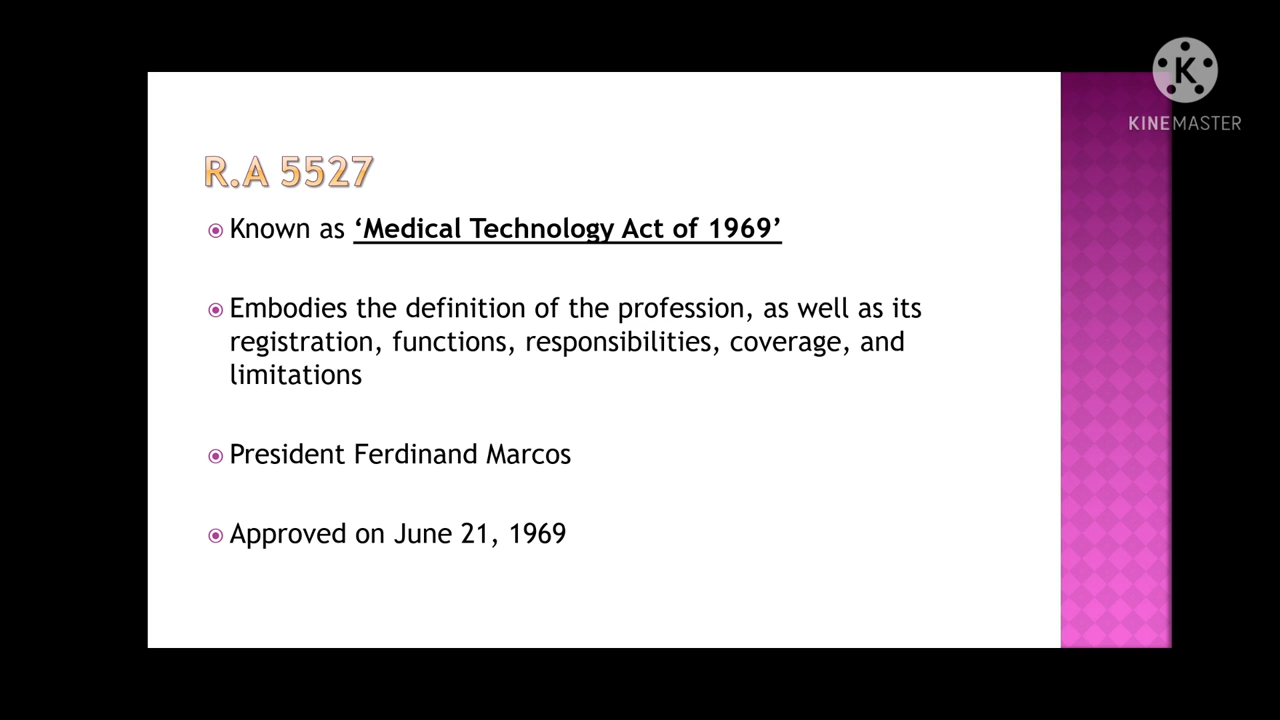 K
KINEMASTER
R.A 5527
Known as ‘Medical Technology Act of 1969’
Embodies the definition of the profession, as well as its
registration, functions, responsibilities, coverage, and
limitations
President Ferdinand Marcos
Approved on June 21, 1969